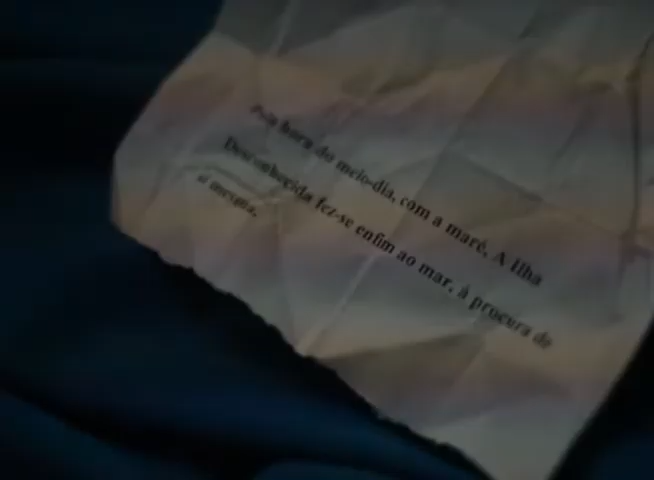 Pela hora do meio-dia, com a maré, A Ilha
Desconhecida fez-se enfim ao mar, à procura de
si mesma.